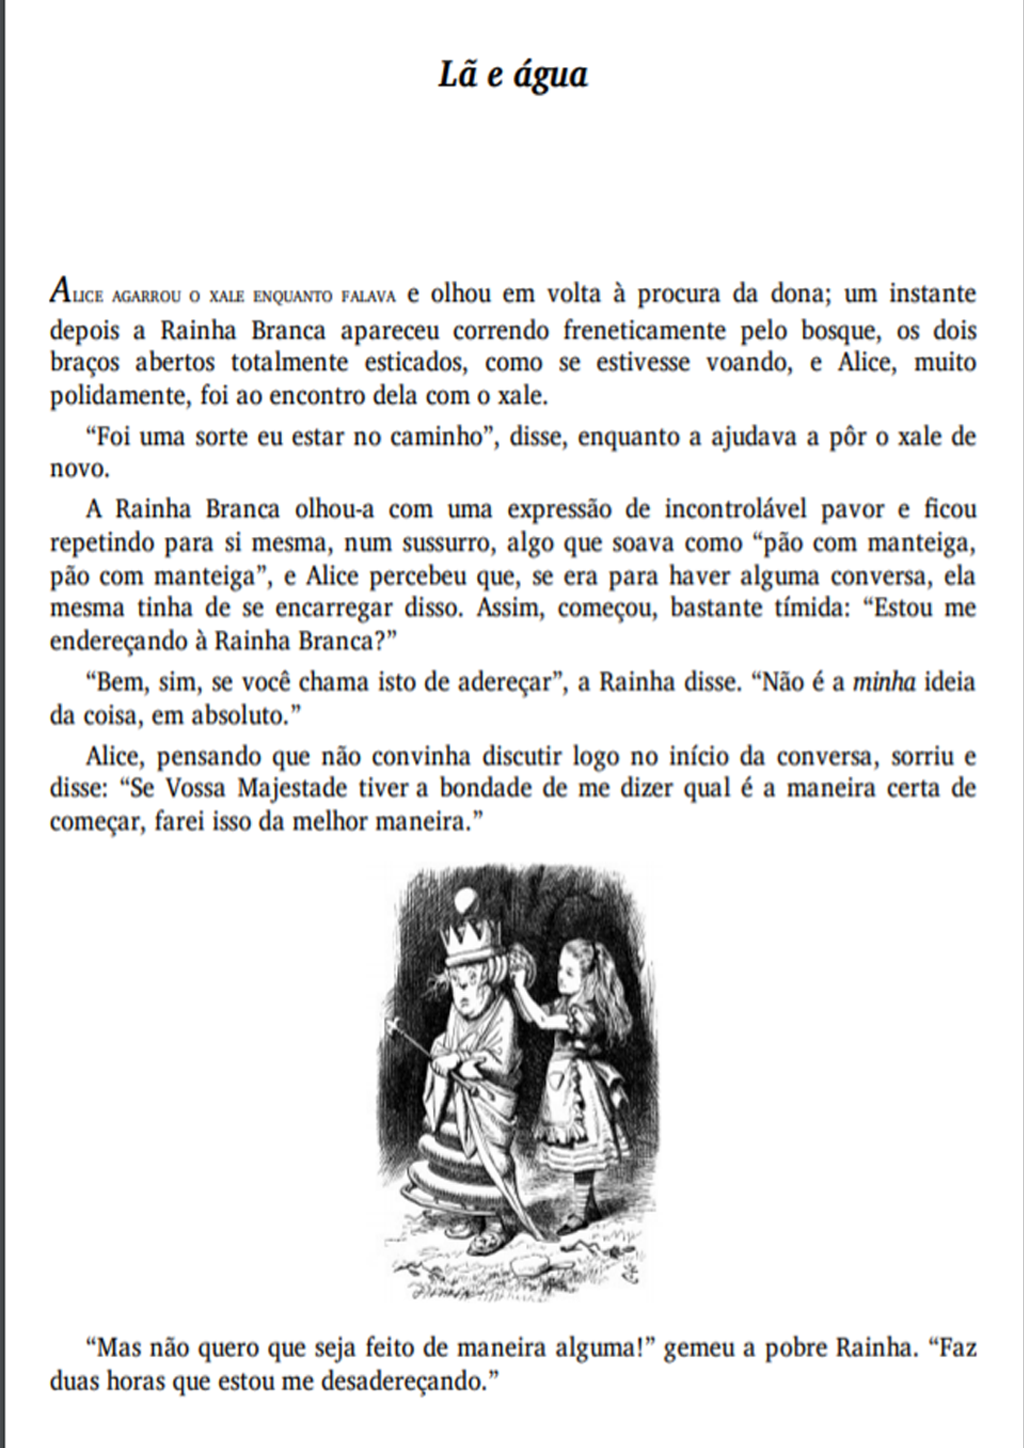 Lã e água
ALICE AGARROU O XALE ENQUANTO FALAVA e olhou em volta à procura da dona; um instante
depois a Rainha Branca apareceu correndo freneticamente pelo bosque, os dois
braços abertos totalmente esticados, como se estivesse voando, e Alice, muito
polidamente, foi ao encontro dela com o xale.
“Foi uma sorte eu estar no caminho”, disse, enquanto a ajudava a pôr o xale de
novo.
A Rainha Branca olhou-a com uma expressão de incontrolável pavor e ficou
repetindo para si mesma, num sussurro, algo que soava como “pão com manteiga,
pão com manteiga”, e Alice percebeu que, se era para haver alguma conversa, ela
mesma tinha de se encarregar disso. Assim, começou, bastante tímida: “Estou me
endereçando à Rainha Branca?”
“Bem, sim, se você chama isto de adereçar”, a Rainha disse. “Não é a minha ideia
da coisa, em absoluto.”
Alice, pensando que não convinha discutir logo no início da conversa, sorriu e
disse: “Se Vossa Majestade tiver a bondade de me dizer qual é a maneira certa de
começar, farei isso da melhor maneira.”
“Mas não quero que seja feito de maneira alguma!” gemeu a pobre Rainha. “Faz
duas horas que estou me desadereçando.”